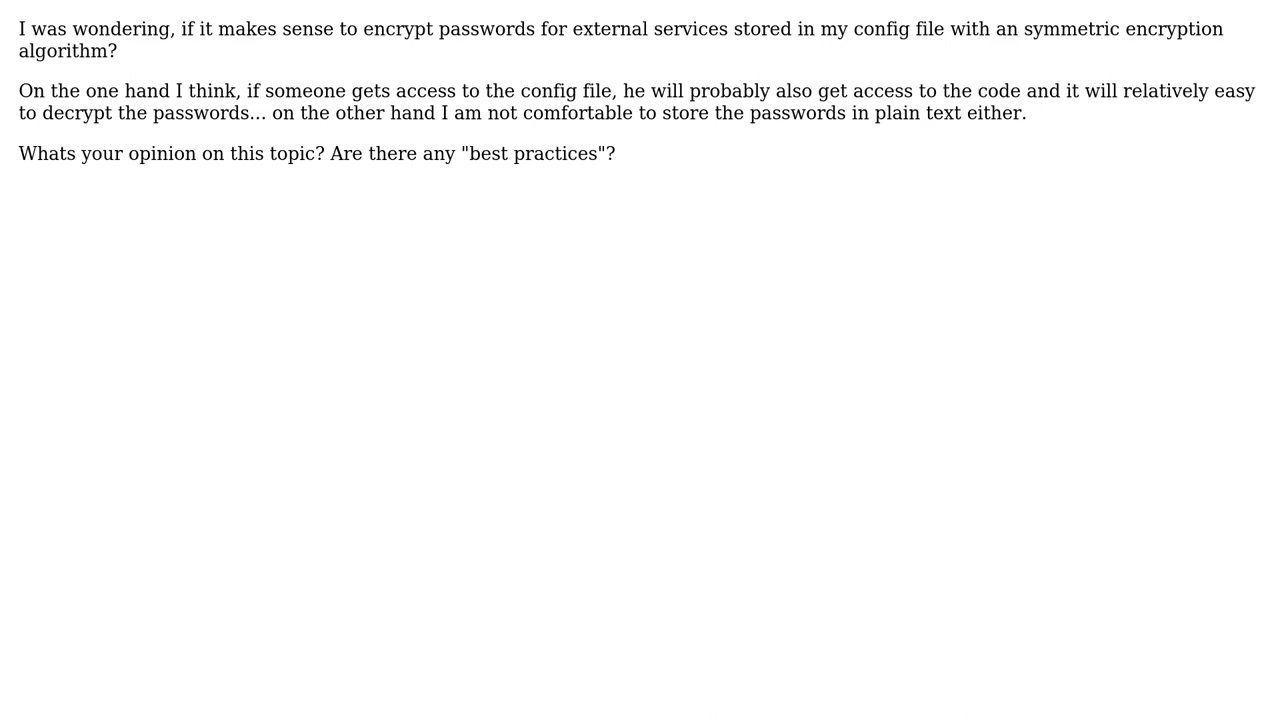 I was wondering, if it makes sense to encrypt passwords for external services stored in my config file with an symmetric encryption
algorithm?
On the one hand I think, if someone gets access to the config file, he will probably also get access to the code and it will relatively easy
to decrypt the passwords... on the other hand I am not comfortable to store the passwords in plain text either.
Whats your opinion on this topic? Are there any "best practices"?